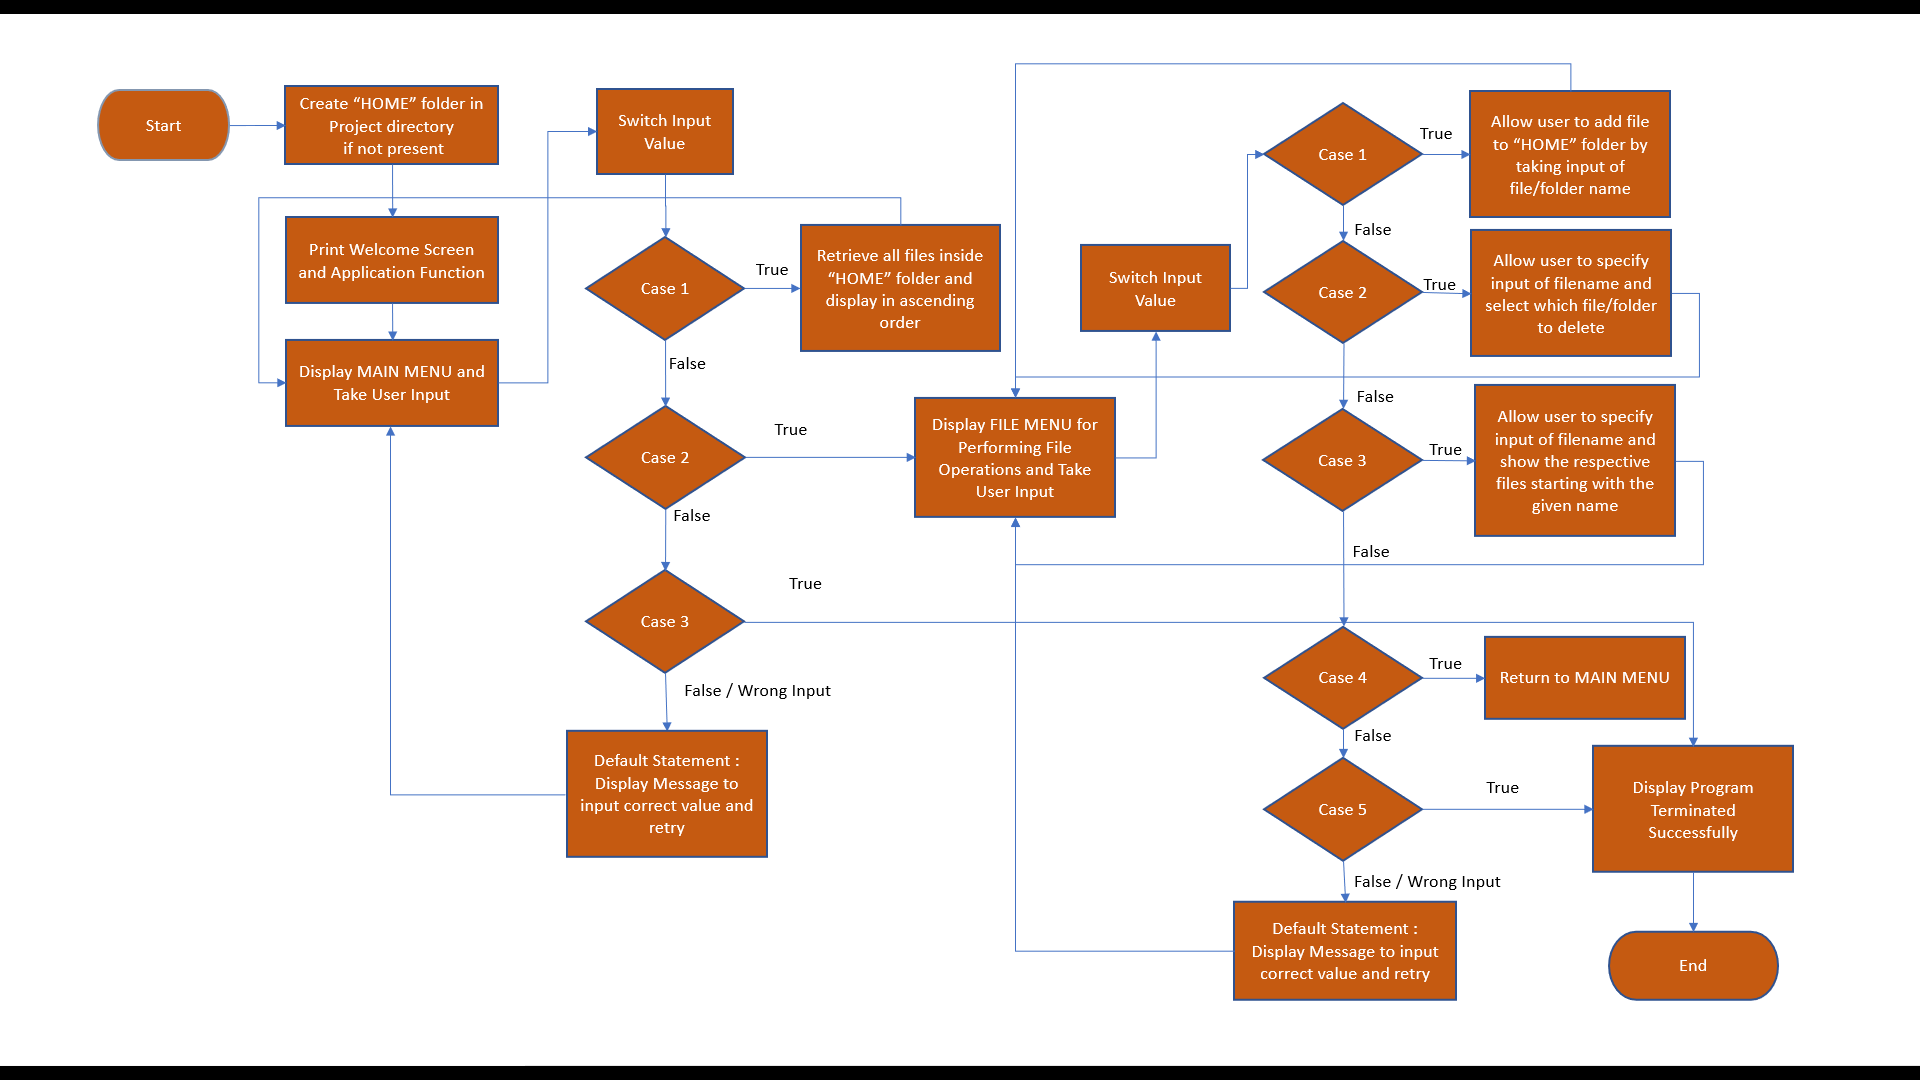 Start
Create “HOME” folder in
Project directory
if not present
Print Welcome Screen
and Application Function
Display MAIN MENU and
Take User Input
Switch Input
Value
Case 1
True
Retrieve all files inside
“HOME” folder and
display in ascending
order
False
Case 2
True
False
Case 3
True
False / Wrong Input
Default Statement :
Display Message to
input correct value and
retry
Display FILE MENU for
Performing File
Operations and Take
User Input
Switch Input
Value
Case 1
True
Allow user to add file
to “HOME” folder by
taking input of
file/folder name
False
Case 2
True
Allow user to specify
input of filename and
select which file/folder
to delete
False
Case 3
True
Allow user to specify
input of filename and
show the respective
files starting with the
given name
False
Case 4
True
Return to MAIN MENU
False
Case 5
True
Display Program
Terminated
Successfully
False / Wrong Input
Default Statement :
Display Message to input
correct value and retry
End